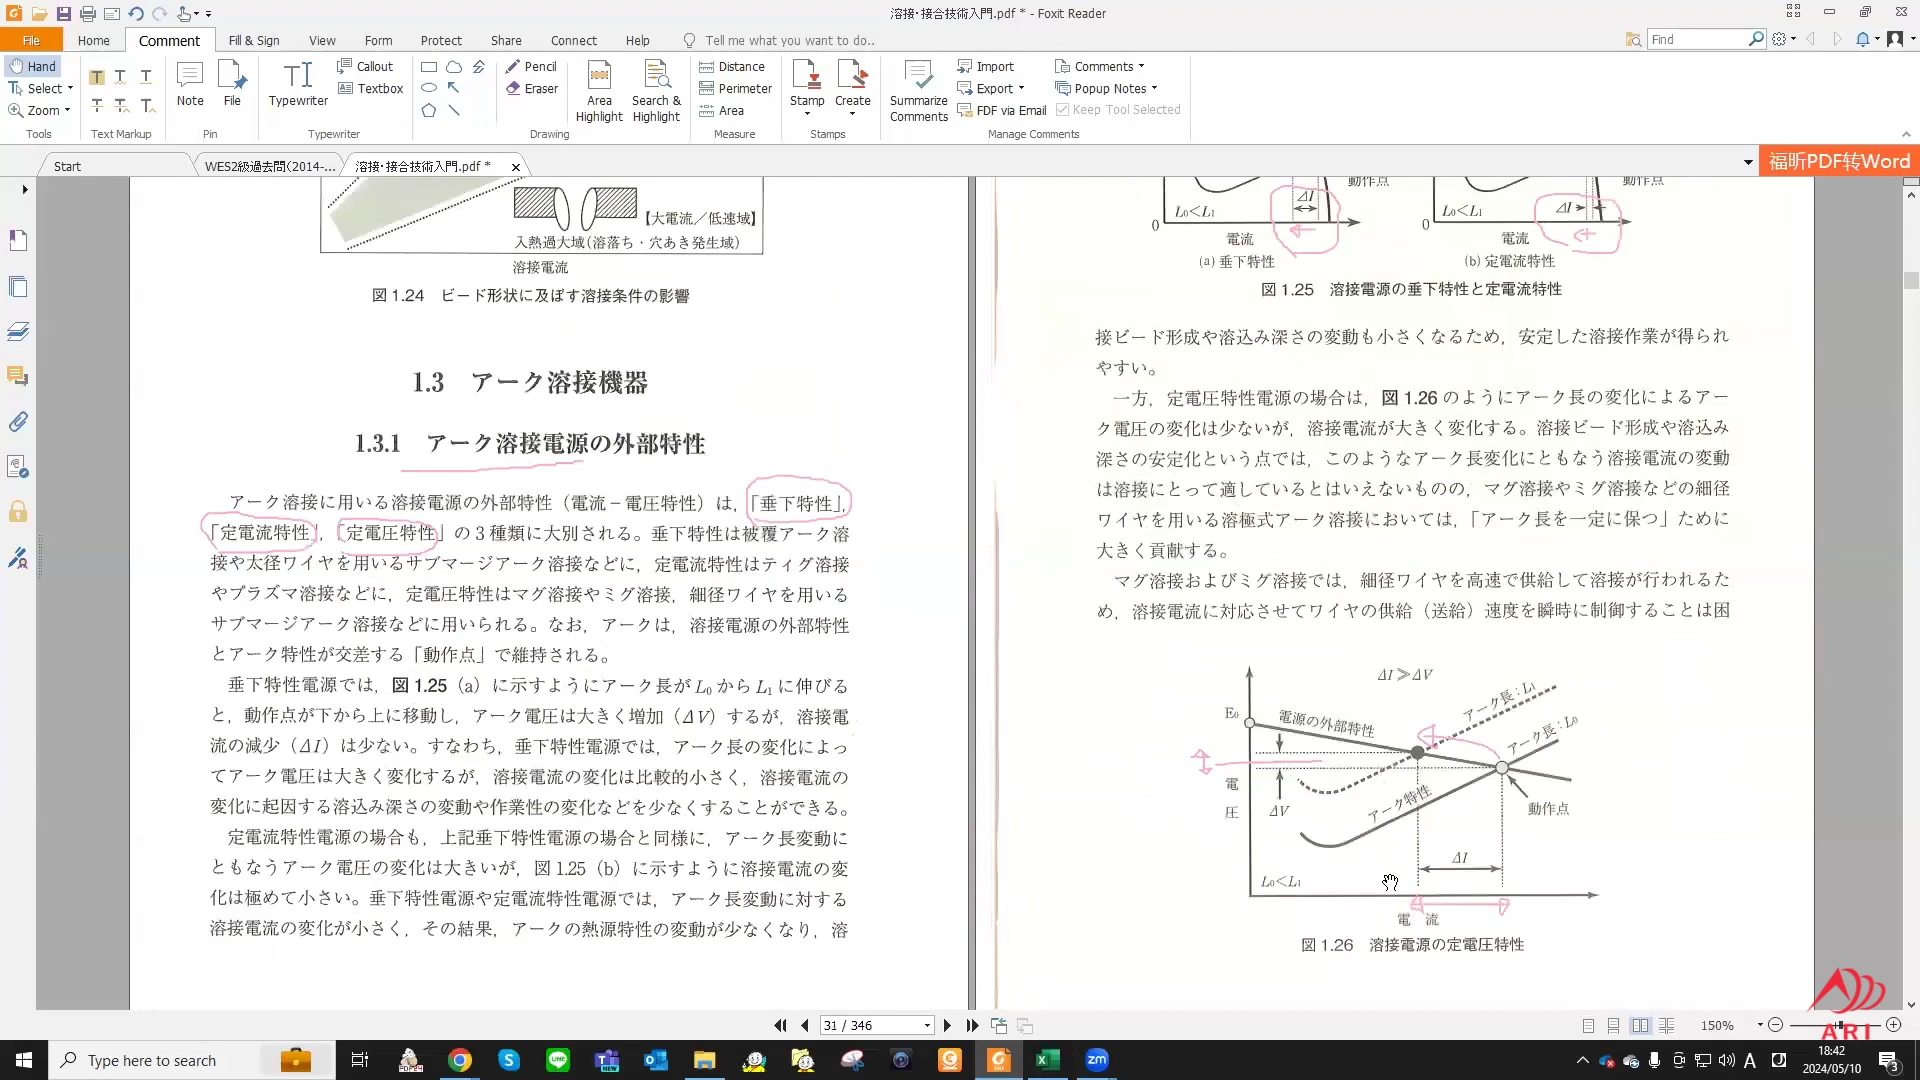 溶接・接合技術入門.pdf * - Foxit Reader
File Home Comment Fill & Sign View Form Protect Share Connect Help Tell me what you want to do.. Find
Hand Select Zoom Tools
Text Markup
Note File Pin
Typewriter Callout Textbox Typewriter
Pencil Eraser Area Highlight Search & Highlight Drawing
Distance Perimeter Area Measure
Stamp Create Stamps
Summarize Comments Import Export FDF via Email Comments Popup Notes Keep Tool Selected Manage Comments
Start WES2級過去問(2014-... 溶接・接合技術入門.pdf * 福昕PDF转Word
【大電流／低速域】
入熱過大域(溶落ち・穴あき発生域)
溶接電流
図 1.24 ビード形状に及ぼす溶接条件の影響
1.3 アーク溶接機器
1.3.1 アーク溶接電源の外部特性
アーク溶接に用いる溶接電源の外部特性（電流－電圧特性）は，「垂下特性」，
「定電流特性」，「定電圧特性」の３種類に大別される。垂下特性は被覆アーク溶
接や太径ワイヤを用いるサブマージアーク溶接などに，定電流特性はティグ溶接
やプラズマ溶接などに，定電圧特性はマグ溶接やミグ溶接，細径ワイヤを用いる
サブマージアーク溶接などに用いられる。なお，アークは，溶接電源の外部特性
とアーク特性が交差する「動作点」で維持される。
垂下特性電源では，図 1.25（a）に示すようにアーク長が L₀ から L₁ に伸びる
と，動作点が下から上に移動し，アーク電圧は大きく増加（ΔV）するが，溶接電
流の減少（ΔI）は少ない。すなわち，垂下特性電源では，アーク長の変化によっ
てアーク電圧は大きく変化するが，溶接電流の変化は比較的小さく，溶接電流の
変化に起因する溶込み深さの変動や作業性の変化などを少なくすることができる。
定電流特性電源の場合も，上記垂下特性電源の場合と同様に，アーク長変動に
ともなうアーク電圧の変化は大きいが，図 1.25（b）に示すように溶接電流の変
化は極めて小さい。垂下特性電源や定電流特性電源では，アーク長変動に対する
溶接電流の変化が小さく，その結果，アークの熱源特性の変動が少なくなり，溶
動作点 動作点
ΔI ΔI
L₀<L₁ L₀<L₁
0 0
電流 電流
(a) 垂下特性 (b) 定電流特性
図 1.25 溶接電源の垂下特性と定電流特性
接ビード形成や溶込み深さの変動も小さくなるため，安定した溶接作業が得られ
やすい。
一方，定電圧特性電源の場合は，図 1.26 のようにアーク長の変化によるアー
ク電圧の変化は少ないが，溶接電流が大きく変化する。溶接ビード形成や溶込み
深さの安定化という点では，このようなアーク長変化にともなう溶接電流の変動
は溶接にとって適しているとはいえないものの，マグ溶接やミグ溶接などの細径
ワイヤを用いる溶極式アーク溶接においては，「アーク長を一定に保つ」ために
大きく貢献する。
マグ溶接およびミグ溶接では，細径ワイヤを高速で供給して溶接が行われるた
め，溶接電流に対応させてワイヤの供給（送給）速度を瞬時に制御することは困
ΔI≫ΔV
アーク長：L₁
E₀
電源の外部特性
アーク長：L₀
電圧
ΔV
アーク特性
動作点
ΔI
L₀<L₁
電 流
図 1.26 溶接電源の定電圧特性
ARI
31 / 346 150%
Type here to search
18:42
2024/05/10
3